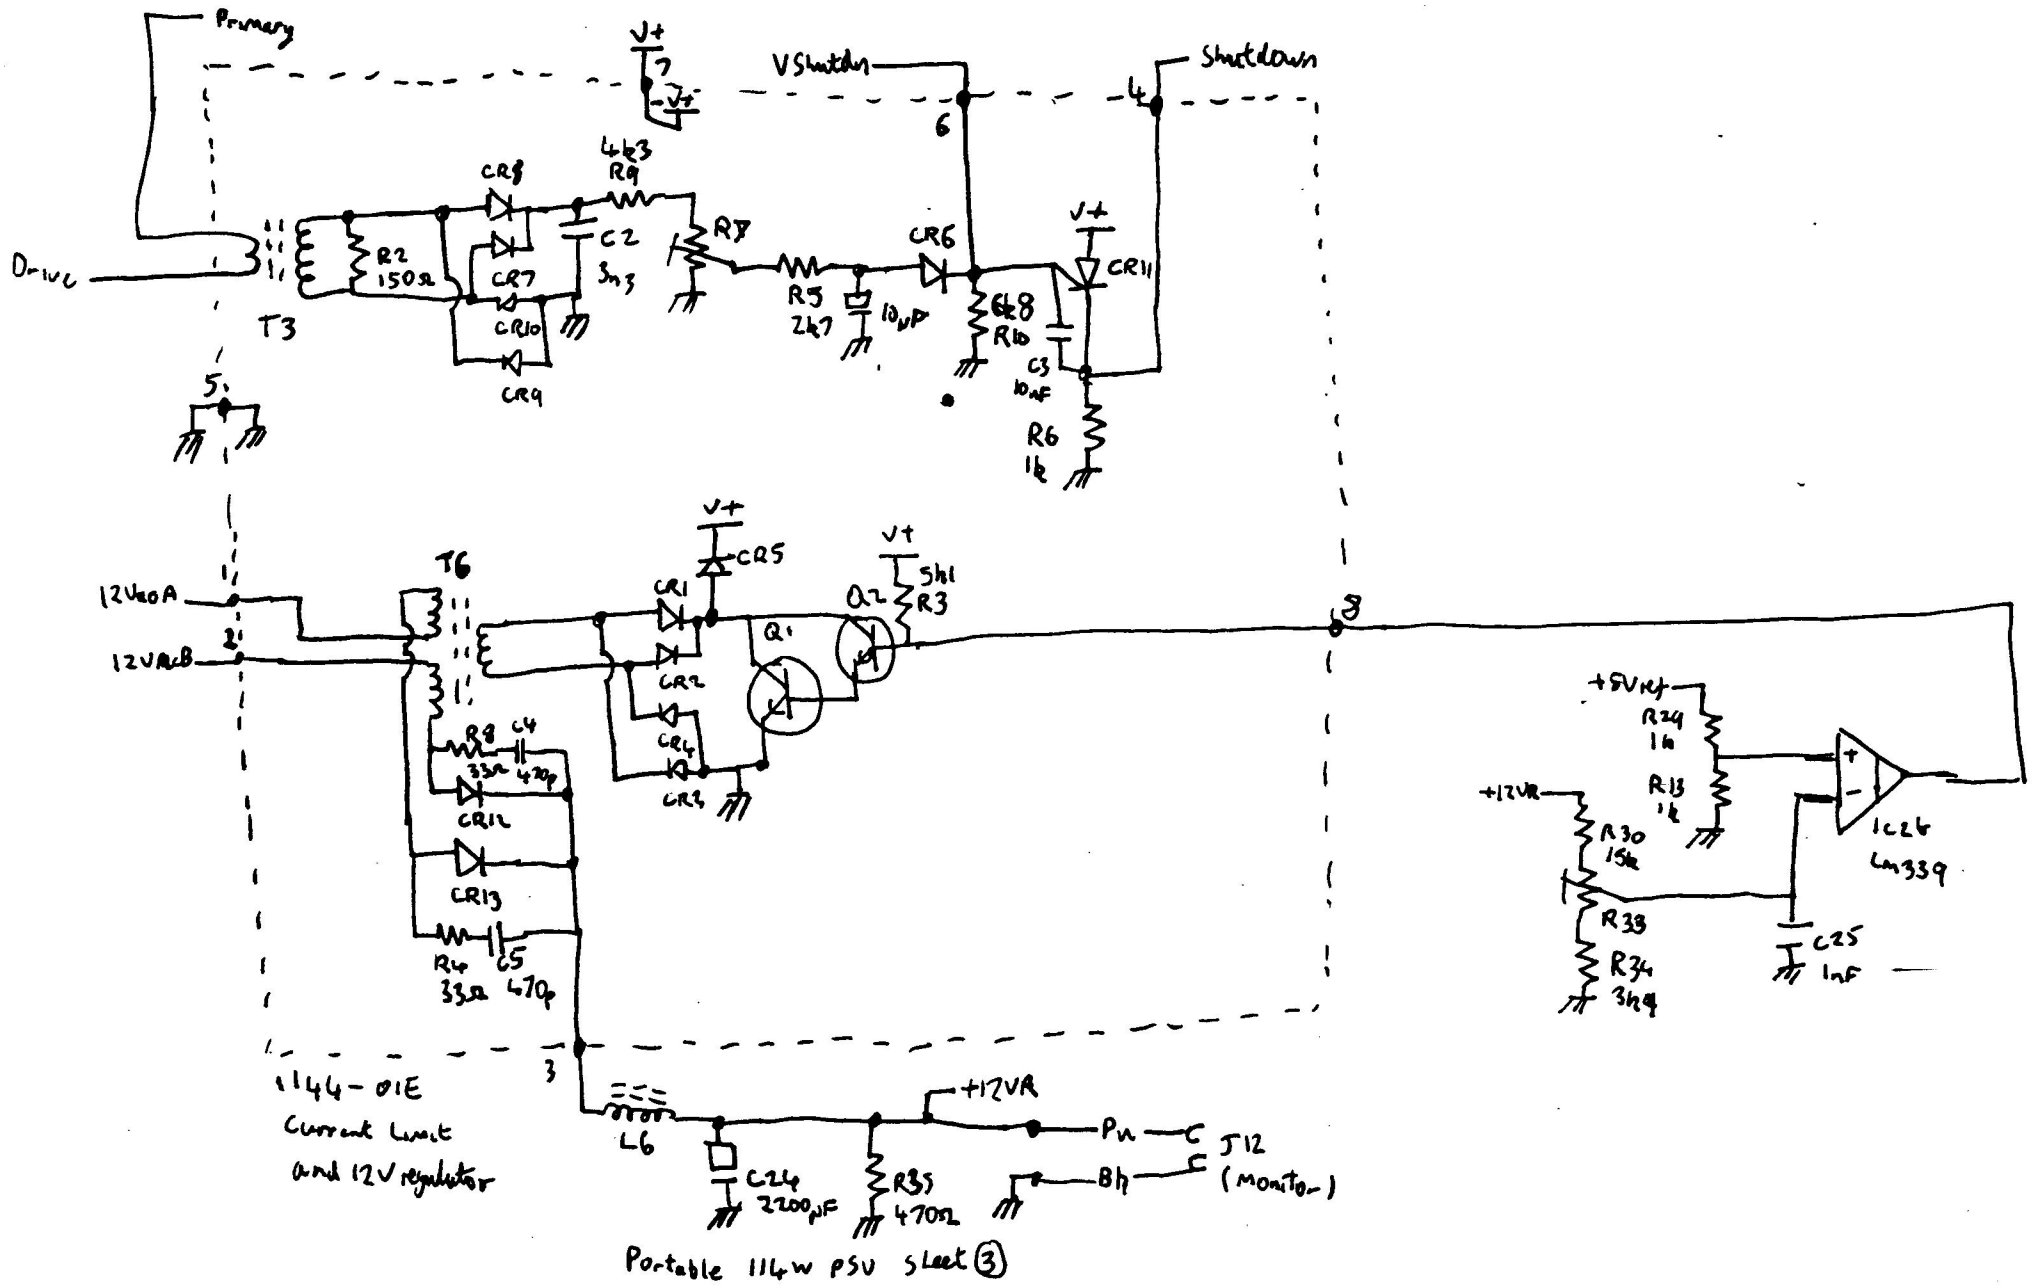 Primary
V+
7
V+
VShutdn
6
4
Shutdown
4k3
R9
CR8
C2
3n3
CR7
CR10
CR9
R2
150Ω
Drive
T3
R5
2k7
10µF
CR6
R10
V+
CR11
C3
10nF
R6
1k
5
V+
CR5
T6
1
12VacA
2
12VAcB
CR1
CR2
CR4
CR3
Q1
Q2
V+
5k1
R3
8
R8
33Ω
C4
470p
CR12
CR13
R4
33Ω
C5
470p
+5Vref
R29
1k
R13
1k
+12VR
R30
15k
R33
R34
C25
1nF
+
-
LM339
3
1144-01E
Current Limit
and 12V regulator
L6
C24
2200µF
R35
470Ω
+12VR
Pn
Bk
J12
(Monitor)
Portable 114W PSU Sheet 3